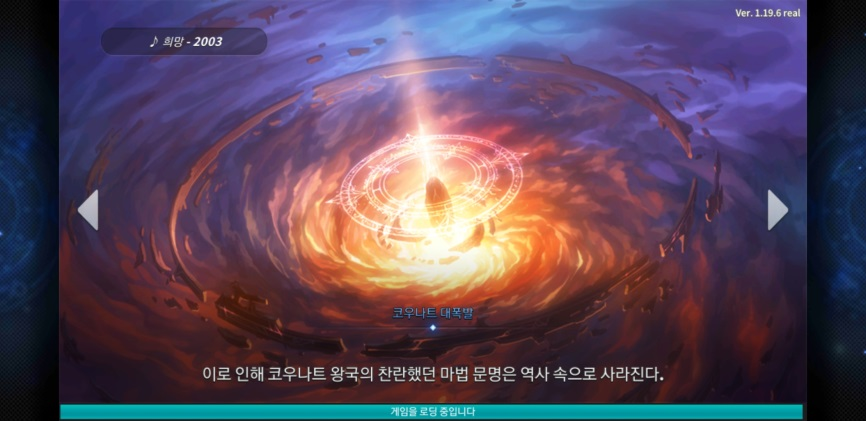 Ver. 1.19.6 real
♪ 희망 - 2003
코우나트 대폭발
이로 인해 코우나트 왕국의 찬란했던 마법 문명은 역사 속으로 사라진다.
게임을 로딩 중입니다